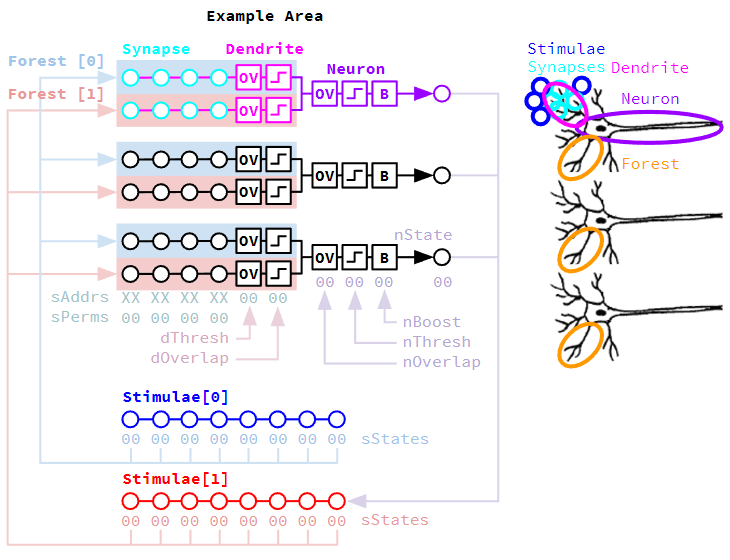 Example Area
Synapse Dendrite
Forest [0]
Neuron
OV
Forest [1]
OV B
OV
OV
OV B
OV
OV
nState
OV B
OV
00 00 00 00
sAddrs XX XX XX XX 00 00
sPerms 00 00 00 00
nBoost
dThresh
nThresh
dOverlap
nOverlap
Stimulae[0]
00 00 00 00 00 00 00 00 sStates
Stimulae[1]
00 00 00 00 00 00 00 00 sStates
Stimulae
Synapses Dendrite
Neuron
Forest